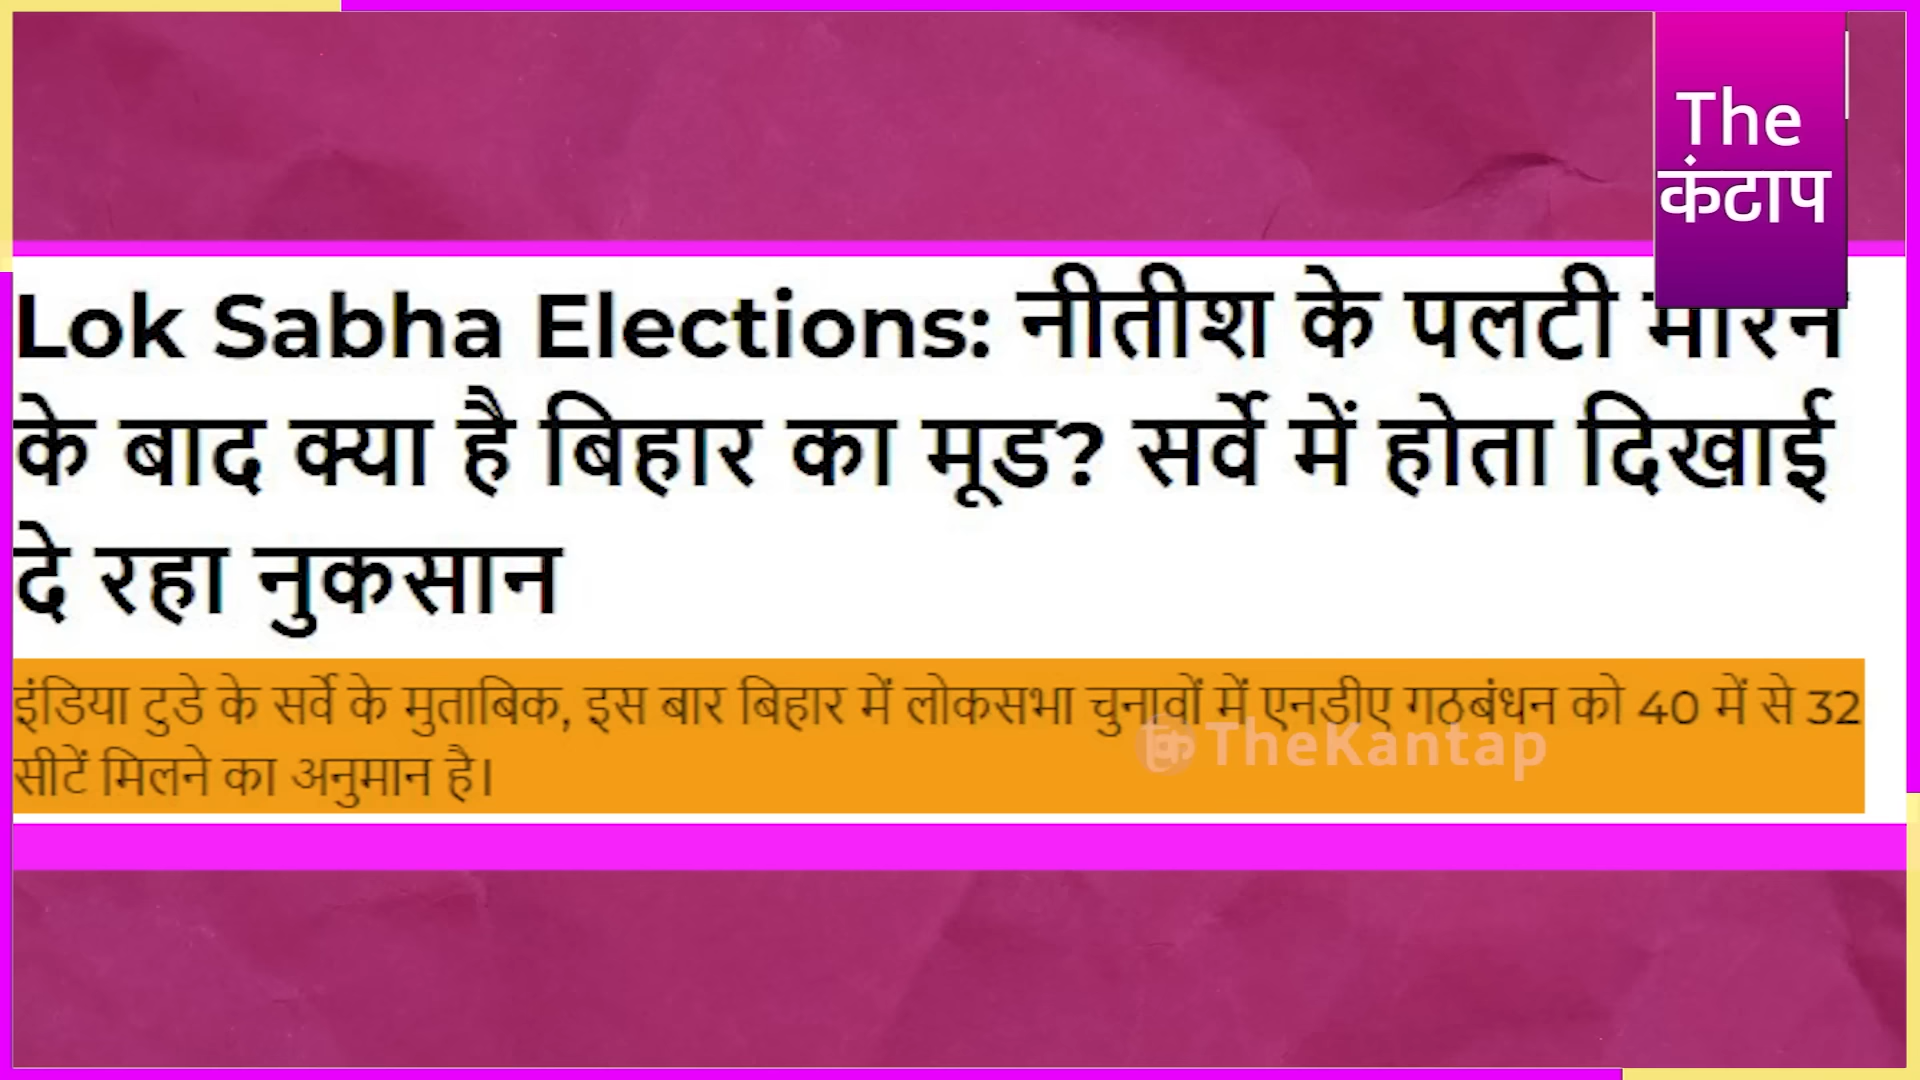 The
कंटाप
Lok Sabha Elections: नीतीश के पलटी मारने
के बाद क्या है बिहार का मूड? सर्वे में होता दिखाई
दे रहा नुकसान
इंडिया टुडे के सर्वे के मुताबिक, इस बार बिहार में लोकसभा चुनावों में एनडीए गठबंधन को 40 में से 32
सीटें मिलने का अनुमान है।
TheKantap